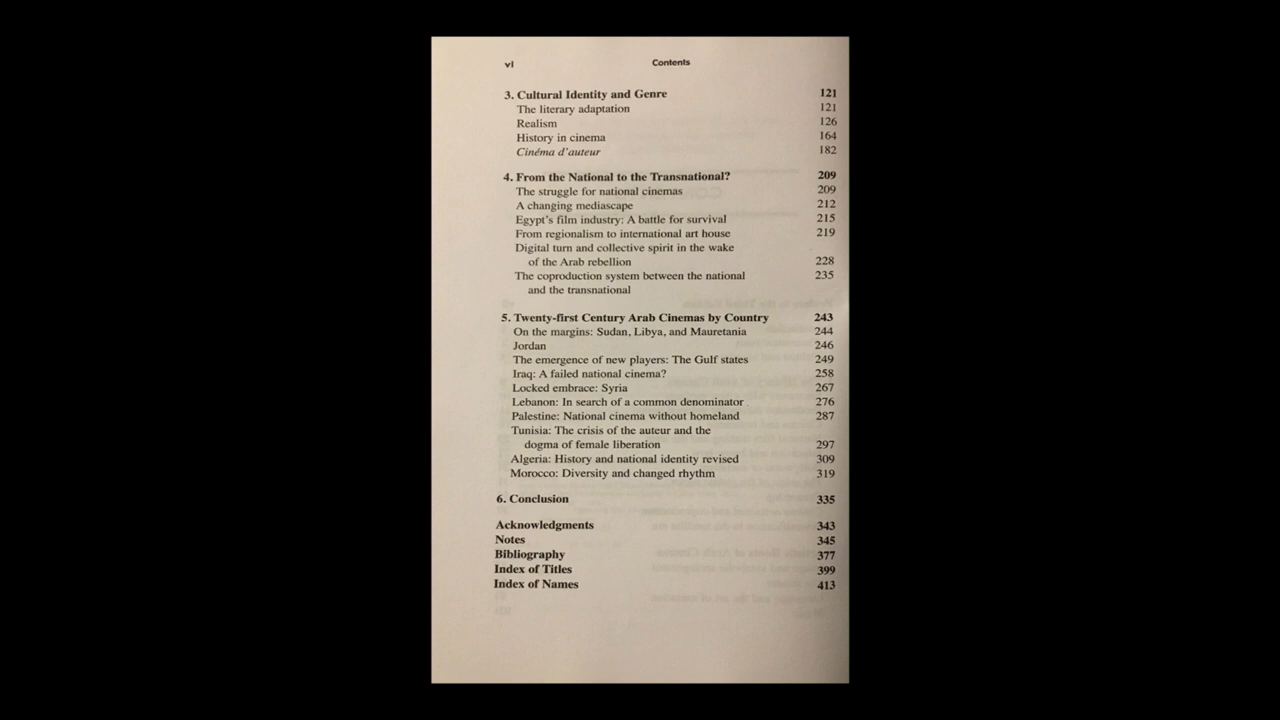 vi Contents
3. Cultural Identity and Genre 121
The literary adaptation 121
Realism 126
History in cinema 164
Cinéma d'auteur 182
4. From the National to the Transnational? 209
The struggle for national cinemas 209
A changing mediascape 212
Egypt's film industry: A battle for survival 215
From regionalism to international art house 219
Digital turn and collective spirit in the wake
of the Arab rebellion 228
The coproduction system between the national 235
and the transnational
5. Twenty-first Century Arab Cinemas by Country 243
On the margins: Sudan, Libya, and Mauretania 244
Jordan 246
The emergence of new players: The Gulf states 249
Iraq: A failed national cinema? 258
Locked embrace: Syria 267
Lebanon: In search of a common denominator 276
Palestine: National cinema without homeland 287
Tunisia: The crisis of the auteur and the
dogma of female liberation 297
Algeria: History and national identity revised 309
Morocco: Diversity and changed rhythm 319
6. Conclusion 335
Acknowledgments 343
Notes 345
Bibliography 377
Index of Titles 399
Index of Names 413